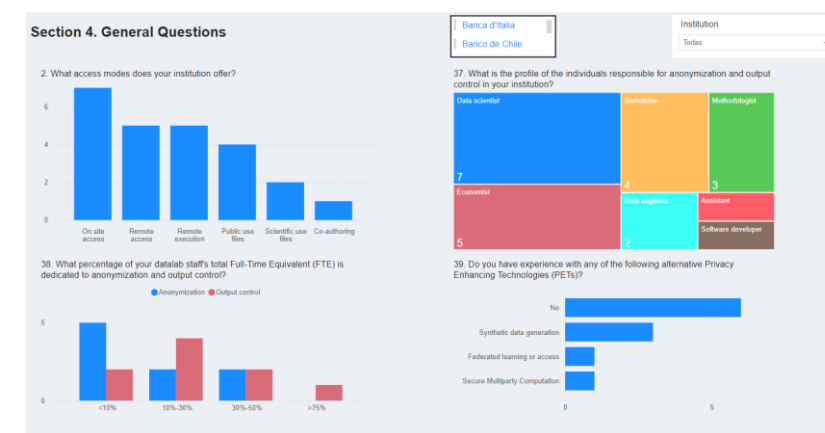 Section 4. General Questions
Banca d'Italia
Banco de Chile
Institution
Todas
2. What access modes does your institution offer?
6
4
2
0
On site
access
Remote
access
Remote
execution
Public use
files
Scientific use
files
Co-authoring
37. What is the profile of the individuals responsible for anonymization and output
control in your institution?
Data scientist
7
Statistician
4
Methodologist
3
Economist
5
Data engineer
2
Assistant
Software developer
38. What percentage of your datalab staff's total Full-Time Equivalent (FTE) is
dedicated to anonymization and output control?
Anonymization Output control
5
0
<10%
10%-30%
30%-50%
>75%
39. Do you have experience with any of the following alternative Privacy
Enhancing Technologies (PETs)?
No
Synthetic data generation
Federated learning or access
Secure Multiparty Computation
0
5